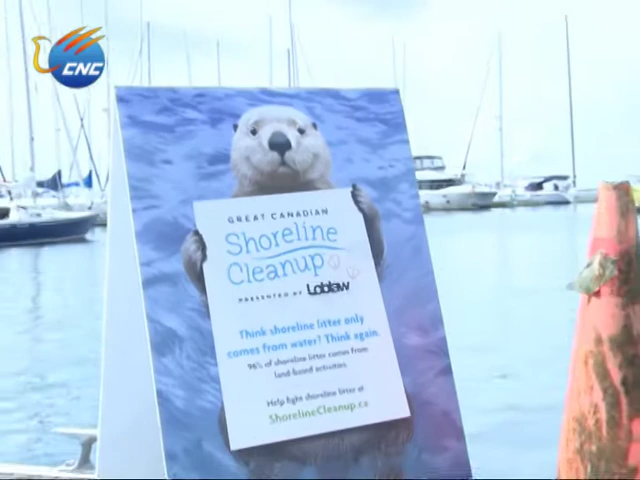 CNC
GREAT CANADIAN
Shoreline
Cleanup
PRESENTED BY Loblaw
Think shoreline litter only
comes from water? Think again.
96% of shoreline litter comes from
land-based activities.
Help fight shoreline litter at
ShorelineCleanup.ca